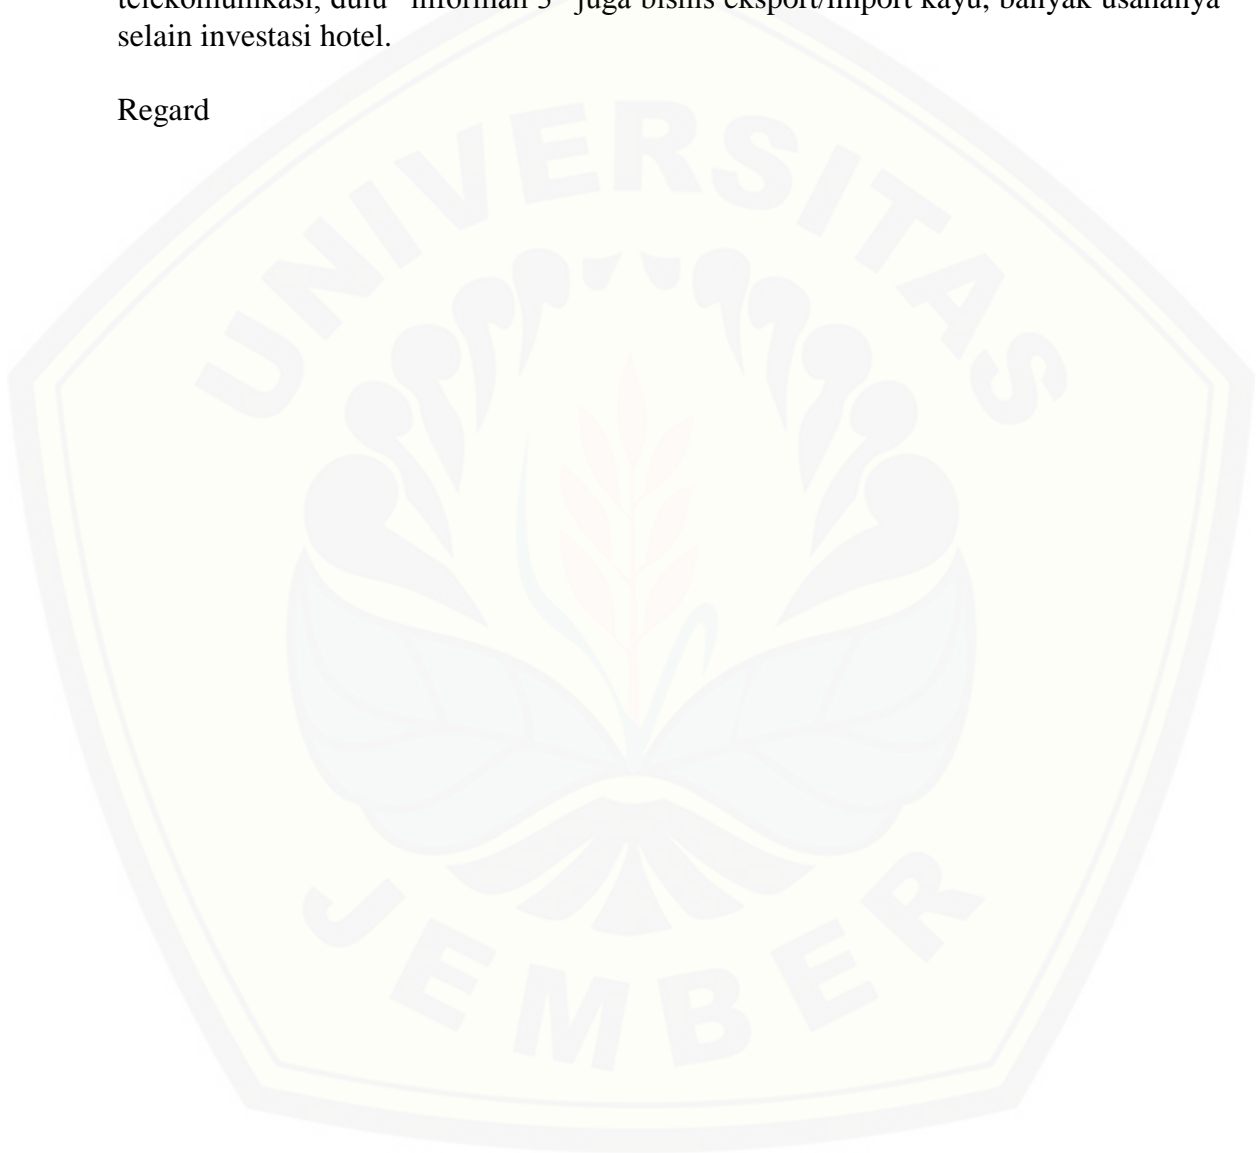 telekomunikasi, dulu “informan 3” juga bisnis eksport/import kayu, banyak usahanya
selain investasi hotel.
Regard
UNIVERSITAS
JEMBER